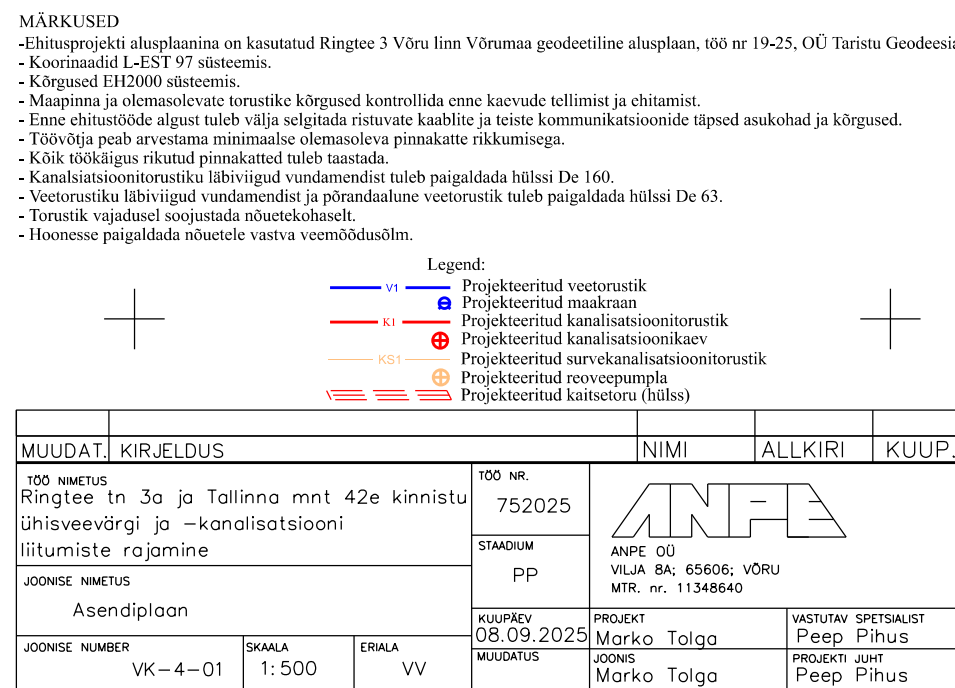 MÄRKUSED
-Ehitusprojekti alusplaanina on kasutatud Ringtee 3 Võru linn Võrumaa geodeetiline alusplaan, töö nr 19-25, OÜ Taristu Geodeesia
- Koorinaadid L-EST 97 süsteemis.
- Kõrgused EH2000 süsteemis.
- Maapinna ja olemasolevate torustike kõrgused kontrollida enne kaevude tellimist ja ehitamist.
- Enne ehitustööde algust tuleb välja selgitada ristuvate kaablite ja teiste kommunikatsioonide täpsed asukohad ja kõrgused.
- Töövõtja peab arvestama minimaalse olemasoleva pinnakatte rikkumisega.
- Kõik töökäigus rikutud pinnakatted tuleb taastada.
- Kanalsiatsioonitorustiku läbiviigud vundamendist tuleb paigaldada hülssi De 160.
- Veetorustiku läbiviigud vundamendist ja põrandaalune veetorustik tuleb paigaldada hülssi De 63.
- Torustik vajadusel soojustada nõuetekohaselt.
- Hoonesse paigaldada nõuetele vastva veemõõdusõlm.
Legend:
V1 Projekteeritud veetorustik
Projekteeritud maakraan
K1 Projekteeritud kanalisatsioonitorustik
Projekteeritud kanalisatsioonikaev
KS1 Projekteeritud survekanalisatsioonitorustik
Projekteeritud reoveepumpla
Projekteeritud kaitsetoru (hülss)
MUUDAT. KIRJELDUS NIMI ALLKIRI KUUP.
TÖÖ NIMETUS
Ringtee tn 3a ja Tallinna mnt 42e kinnistu
ühisveevärgi ja -kanalisatsiooni
liitumiste rajamine
TÖÖ NR.
752025
STAADIUM
PP
ANPE
ANPE OÜ
VILJA 8A; 65606; VÕRU
MTR. nr. 11348640
JOONISE NIMETUS
Asendiplaan
KUUPÄEV
08.09.2025
PROJEKT
Marko Tolga
VASTUTAV SPETSIALIST
Peep Pihus
JOONISE NUMBER
VK-4-01
SKAALA
1:500
ERIALA
VV
MUUDATUS
JOONIS
Marko Tolga
PROJEKTI JUHT
Peep Pihus